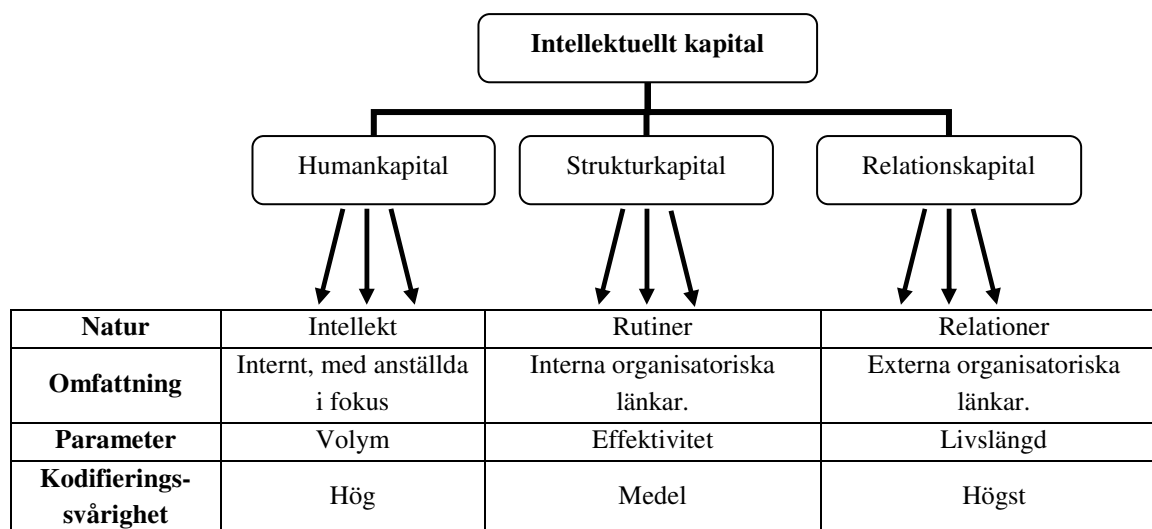 Intellektuellt kapital
Humankapital Strukturkapital Relationskapital
Natur Intellekt Rutiner Relationer
Omfattning Internt, med anställda i fokus Interna organisatoriska länkar. Externa organisatoriska länkar.
Parameter Volym Effektivitet Livslängd
Kodifierings-svårighet Hög Medel Högst